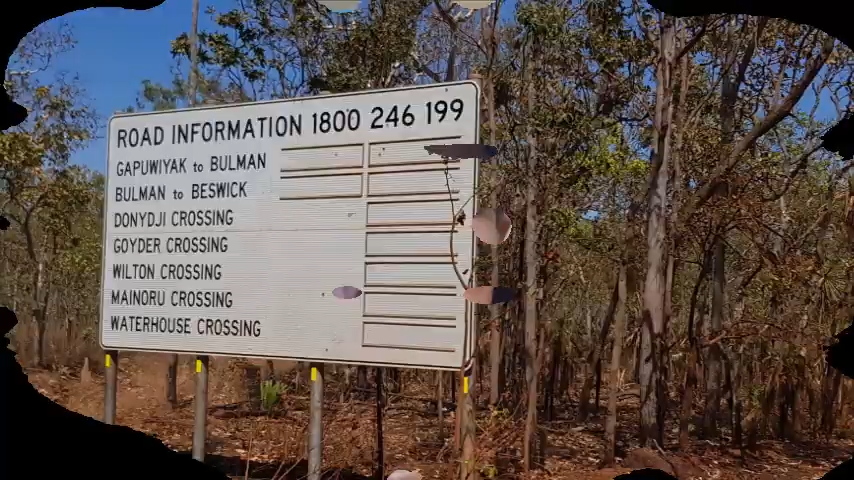 ROAD INFORMATION 1800 246 199
GAPUWIYAK to BULMAN
BULMAN to BESWICK
DONYDJI CROSSING
GOYDER CROSSING
WILTON CROSSING
MAINORU CROSSING
WATERHOUSE CROSSING